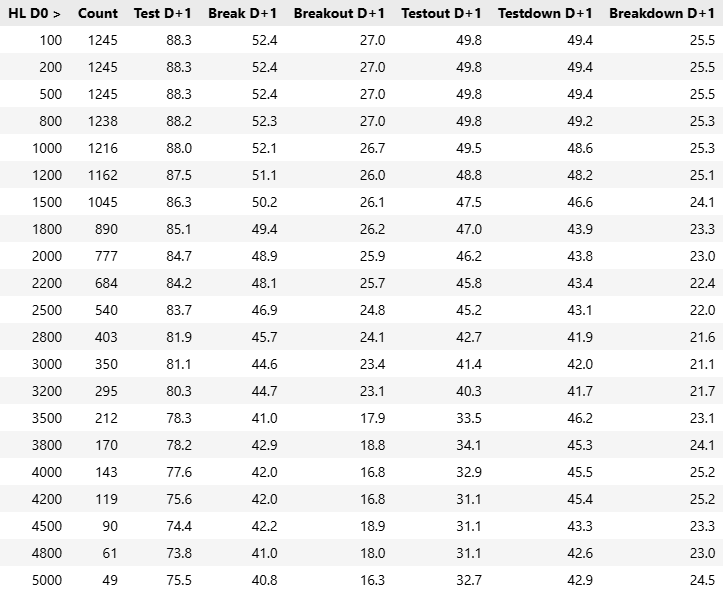 HL D0 > Count Test D+1 Break D+1 Breakout D+1 Testout D+1 Testdown D+1 Breakdown D+1
100 1245 88.3 52.4 27.0 49.8 49.4 25.5
200 1245 88.3 52.4 27.0 49.8 49.4 25.5
500 1245 88.3 52.4 27.0 49.8 49.4 25.5
800 1238 88.2 52.3 27.0 49.8 49.2 25.3
1000 1216 88.0 52.1 26.7 49.5 48.6 25.3
1200 1162 87.5 51.1 26.0 48.8 48.2 25.1
1500 1045 86.3 50.2 26.1 47.5 46.6 24.1
1800 890 85.1 49.4 26.2 47.0 43.9 23.3
2000 777 84.7 48.9 25.9 46.2 43.8 23.0
2200 684 84.2 48.1 25.7 45.8 43.4 22.4
2500 540 83.7 46.9 24.8 45.2 43.1 22.0
2800 403 81.9 45.7 24.1 42.7 41.9 21.6
3000 350 81.1 44.6 23.4 41.4 42.0 21.1
3200 295 80.3 44.7 23.1 40.3 41.7 21.7
3500 212 78.3 41.0 17.9 33.5 46.2 23.1
3800 170 78.2 42.9 18.8 34.1 45.3 24.1
4000 143 77.6 42.0 16.8 32.9 45.5 25.2
4200 119 75.6 42.0 16.8 31.1 45.4 25.2
4500 90 74.4 42.2 18.9 31.1 43.3 23.3
4800 61 73.8 41.0 18.0 31.1 42.6 23.0
5000 49 75.5 40.8 16.3 32.7 42.9 24.5